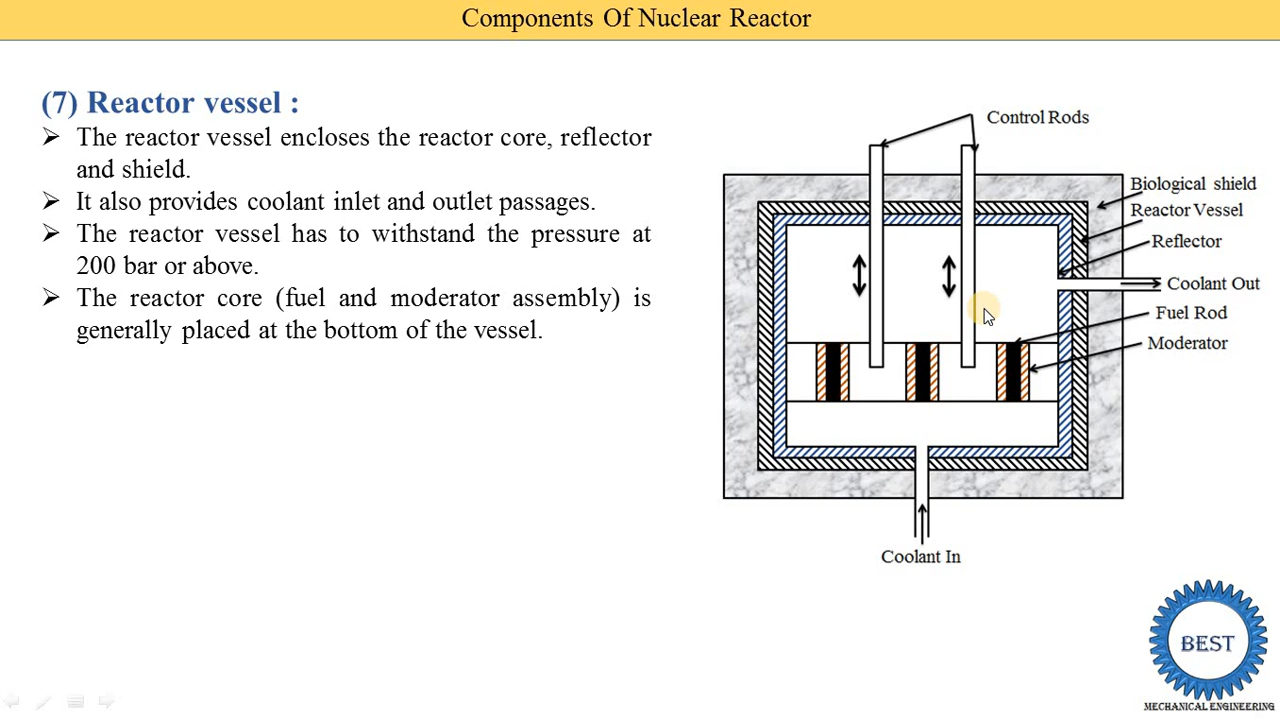 Components Of Nuclear Reactor
(7) Reactor vessel :
➢ The reactor vessel encloses the reactor core, reflector
and shield.
➢ It also provides coolant inlet and outlet passages.
➢ The reactor vessel has to withstand the pressure at
200 bar or above.
➢ The reactor core (fuel and moderator assembly) is
generally placed at the bottom of the vessel.
Control Rods
Biological shield
Reactor Vessel
Reflector
Coolant Out
Fuel Rod
Moderator
Coolant In
BEST
MECHANICAL ENGINEERING